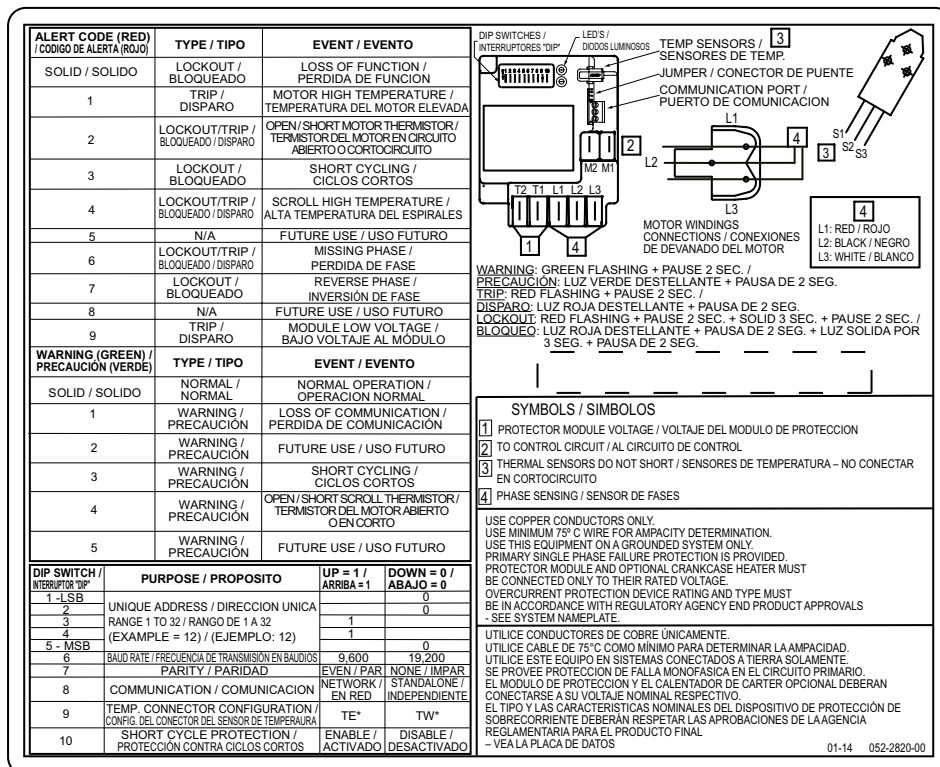 ALERT CODE (RED)
/ CODIGO DE ALERTA (ROJO)
TYPE / TIPO
EVENT / EVENTO
SOLID / SOLIDO
LOCKOUT /
BLOQUEADO
LOSS OF FUNCTION /
PERDIDA DE FUNCION
1
TRIP /
DISPARO
MOTOR HIGH TEMPERATURE /
TEMPERATURA DEL MOTOR ELEVADA
2
LOCKOUT/TRIP /
BLOQUEADO / DISPARO
OPEN / SHORT MOTOR THERMISTOR /
TERMISTOR DEL MOTOR EN CIRCUITO
ABIERTO O CORTOCIRCUITO
3
LOCKOUT /
BLOQUEADO
SHORT CYCLING /
CICLOS CORTOS
4
LOCKOUT/TRIP /
BLOQUEADO / DISPARO
SCROLL HIGH TEMPERATURE /
ALTA TEMPERATURA DEL ESPIRALES
5
N/A
FUTURE USE / USO FUTURO
6
LOCKOUT/TRIP /
BLOQUEADO / DISPARO
MISSING PHASE /
PERDIDA DE FASE
7
LOCKOUT /
BLOQUEADO
REVERSE PHASE /
INVERSIÓN DE FASE
8
N/A
FUTURE USE / USO FUTURO
9
TRIP /
DISPARO
MODULE LOW VOLTAGE /
BAJO VOLTAJE AL MÓDULO
WARNING (GREEN) /
PRECAUCIÓN (VERDE)
TYPE / TIPO
EVENT / EVENTO
SOLID / SOLIDO
NORMAL /
NORMAL
NORMAL OPERATION /
OPERACION NORMAL
1
WARNING /
PRECAUCIÓN
LOSS OF COMMUNICATION /
PERDIDA DE COMUNICACIÓN
2
WARNING /
PRECAUCIÓN
FUTURE USE / USO FUTURO
3
WARNING /
PRECAUCIÓN
SHORT CYCLING /
CICLOS CORTOS
4
WARNING /
PRECAUCIÓN
OPEN / SHORT SCROLL THERMISTOR /
TERMISTOR DEL MOTOR ABIERTO
O EN CORTO
5
WARNING /
PRECAUCIÓN
FUTURE USE / USO FUTURO
DIP SWITCH /
INTERRUPTOR "DIP"
PURPOSE / PROPOSITO
UP = 1 /
ARRIBA = 1
DOWN = 0 /
ABAJO = 0
1 -LSB
0
2
0
3
1
4
1
5 - MSB
0
UNIQUE ADDRESS / DIRECCION UNICA
RANGE 1 TO 32 / RANGO DE 1 A 32
(EXAMPLE = 12) / (EJEMPLO: 12)
6
BAUD RATE / FRECUENCIA DE TRANSMISIÓN EN BAUDIOS
9,600
19,200
7
PARITY / PARIDAD
EVEN / PAR
NONE / IMPAR
8
COMMUNICATION / COMUNICACION
NETWORK /
EN RED
STANDALONE /
INDEPENDIENTE
9
TEMP. CONNECTOR CONFIGURATION /
CONFIG. DEL CONECTOR DEL SENSOR DE TEMPERAURA
TE*
TW*
10
SHORT CYCLE PROTECTION /
PROTECCIÓN CONTRA CICLOS CORTOS
ENABLE /
ACTIVADO
DISABLE /
DESACTIVADO
DIP SWITCHES /
INTERRUPTORES "DIP"
LED'S /
DIODOS LUMINOSOS
TEMP SENSORS /
SENSORES DE TEMP.
3
JUMPER / CONECTOR DE PUENTE
COMMUNICATION PORT /
PUERTO DE COMUNICACION
M2 M1
2
T2 T1 L1 L2 L3
1
4
L1
L2
L3
4
MOTOR WINDINGS
CONNECTIONS / CONEXIONES
DE DEVANADO DEL MOTOR
S1
S2
S3
3
4
L1: RED / ROJO
L2: BLACK / NEGRO
L3: WHITE / BLANCO
WARNING: GREEN FLASHING + PAUSE 2 SEC. /
PRECAUCIÓN: LUZ VERDE DESTELLANTE + PAUSA DE 2 SEG.
TRIP: RED FLASHING + PAUSE 2 SEC. /
DISPARO: LUZ ROJA DESTELLANTE + PAUSA DE 2 SEG.
LOCKOUT: RED FLASHING + PAUSE 2 SEC. + SOLID 3 SEC. + PAUSE 2 SEC. /
BLOQUEO: LUZ ROJA DESTELLANTE + PAUSA DE 2 SEG. + LUZ SOLIDA POR
3 SEG. + PAUSA DE 2 SEG.
SYMBOLS / SIMBOLOS
1 PROTECTOR MODULE VOLTAGE / VOLTAJE DEL MODULO DE PROTECCION
2 TO CONTROL CIRCUIT / AL CIRCUITO DE CONTROL
3 THERMAL SENSORS DO NOT SHORT / SENSORES DE TEMPERATURA – NO CONECTAR
EN CORTOCIRCUITO
4 PHASE SENSING / SENSOR DE FASES
USE COPPER CONDUCTORS ONLY.
USE MINIMUM 75º C WIRE FOR AMPACITY DETERMINATION.
USE THIS EQUIPMENT ON A GROUNDED SYSTEM ONLY.
PRIMARY SINGLE PHASE FAILURE PROTECTION IS PROVIDED.
PROTECTOR MODULE AND OPTIONAL CRANKCASE HEATER MUST
BE CONNECTED ONLY TO THEIR RATED VOLTAGE.
OVERCURRENT PROTECTION DEVICE RATING AND TYPE MUST
BE IN ACCORDANCE WITH REGULATORY AGENCY END PRODUCT APPROVALS
- SEE SYSTEM NAMEPLATE.
UTILICE CONDUCTORES DE COBRE ÚNICAMENTE.
UTILICE CABLE DE 75°C COMO MÍNIMO PARA DETERMINAR LA AMPACIDAD.
UTILICE ESTE EQUIPO EN SISTEMAS CONECTADOS A TIERRA SOLAMENTE.
SE PROVEE PROTECCION DE FALLA MONOFASICA EN EL CIRCUITO PRIMARIO.
EL MODULO DE PROTECCION Y EL CALENTADOR DE CARTER OPCIONAL DEBERAN
CONECTARSE A SU VOLTAJE NOMINAL RESPECTIVO.
EL TIPO Y LAS CARACTERISTICAS NOMINALES DEL DISPOSITIVO DE PROTECCIÓN DE
SOBRECORRIENTE DEBERÁN RESPETAR LAS APROBACIONES DE LA AGENCIA
REGLAMENTARIA PARA EL PRODUCTO FINAL
– VEA LA PLACA DE DATOS
01-14 052-2820-00